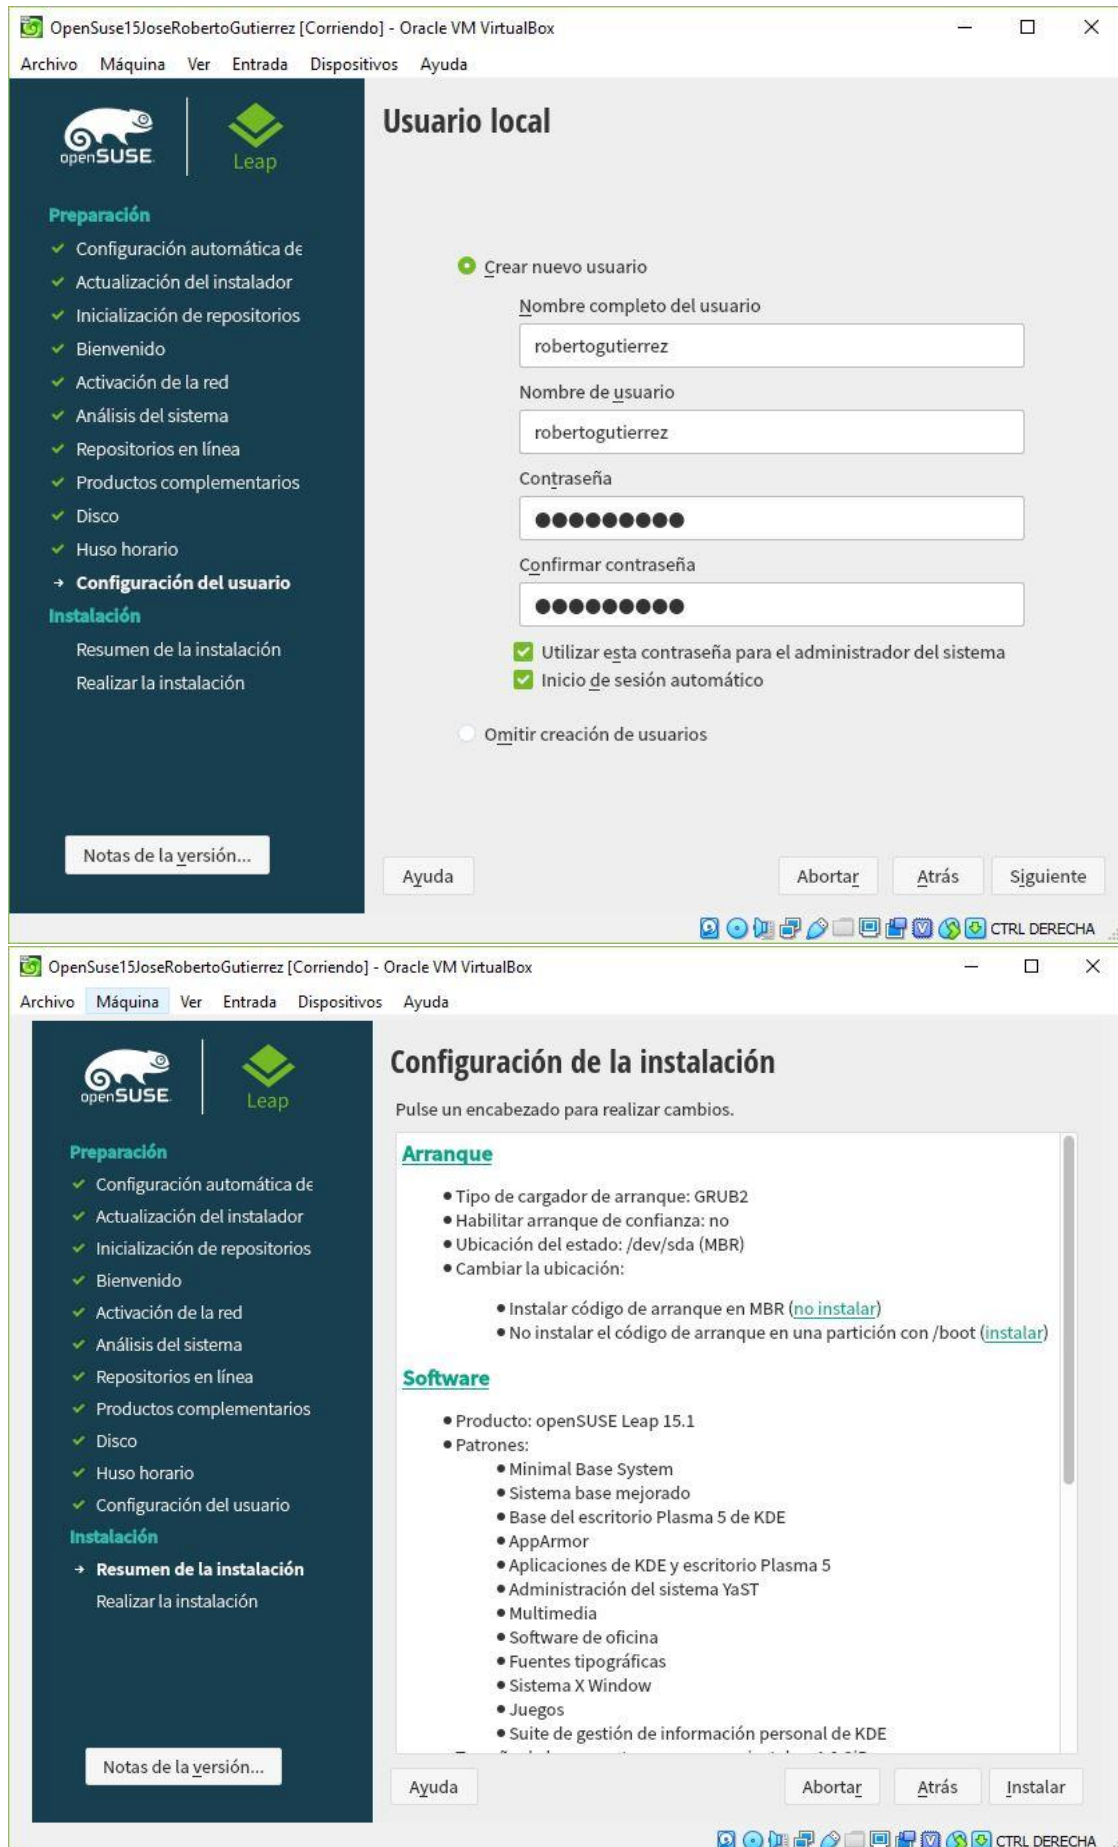 OpenSuse15JoseRobertoGutierrez [Corriendo] - Oracle VM VirtualBox
Archivo Máquina Ver Entrada Dispositivos Ayuda
openSUSE
Leap
Preparación
Configuración automática de
Actualización del instalador
Inicialización de repositorios
Bienvenido
Activación de la red
Análisis del sistema
Repositorios en línea
Productos complementarios
Disco
Huso horario
Configuración del usuario
Instalación
Resumen de la instalación
Realizar la instalación
Notas de la versión...
Usuario local
Crear nuevo usuario
Nombre completo del usuario
robertogutierrez
Nombre de usuario
robertogutierrez
Contraseña
●●●●●●●●●
Confirmar contraseña
●●●●●●●●●
Utilizar esta contraseña para el administrador del sistema
Inicio de sesión automático
Omitir creación de usuarios
Ayuda Abortar Atrás Siguiente
CTRL DERECHA
OpenSuse15JoseRobertoGutierrez [Corriendo] - Oracle VM VirtualBox
Archivo Máquina Ver Entrada Dispositivos Ayuda
openSUSE
Leap
Preparación
Configuración automática de
Actualización del instalador
Inicialización de repositorios
Bienvenido
Activación de la red
Análisis del sistema
Repositorios en línea
Productos complementarios
Disco
Huso horario
Configuración del usuario
Instalación
Resumen de la instalación
Realizar la instalación
Notas de la versión...
Configuración de la instalación
Pulse un encabezado para realizar cambios.
Arranque
● Tipo de cargador de arranque: GRUB2
● Habilitar arranque de confianza: no
● Ubicación del estado: /dev/sda (MBR)
● Cambiar la ubicación:
● Instalar código de arranque en MBR (no instalar)
● No instalar el código de arranque en una partición con /boot (instalar)
Software
● Producto: openSUSE Leap 15.1
● Patrones:
● Minimal Base System
● Sistema base mejorado
● Base del escritorio Plasma 5 de KDE
● AppArmor
● Aplicaciones de KDE y escritorio Plasma 5
● Administración del sistema YaST
● Multimedia
● Software de oficina
● Fuentes tipográficas
● Sistema X Window
● Juegos
● Suite de gestión de información personal de KDE
Ayuda Abortar Atrás Instalar
CTRL DERECHA